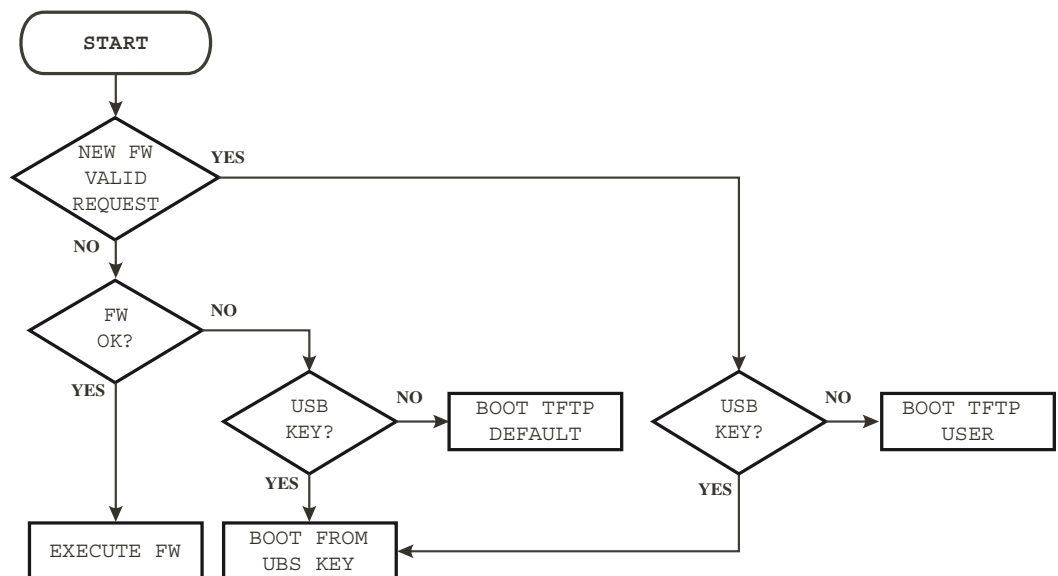 START
NEW FW
VALID
REQUEST
YES
NO
FW
OK?
NO
YES
USB
KEY?
NO
BOOT TFTP
DEFAULT
USB
KEY?
NO
BOOT TFTP
USER
YES
YES
EXECUTE FW
BOOT FROM
UBS KEY